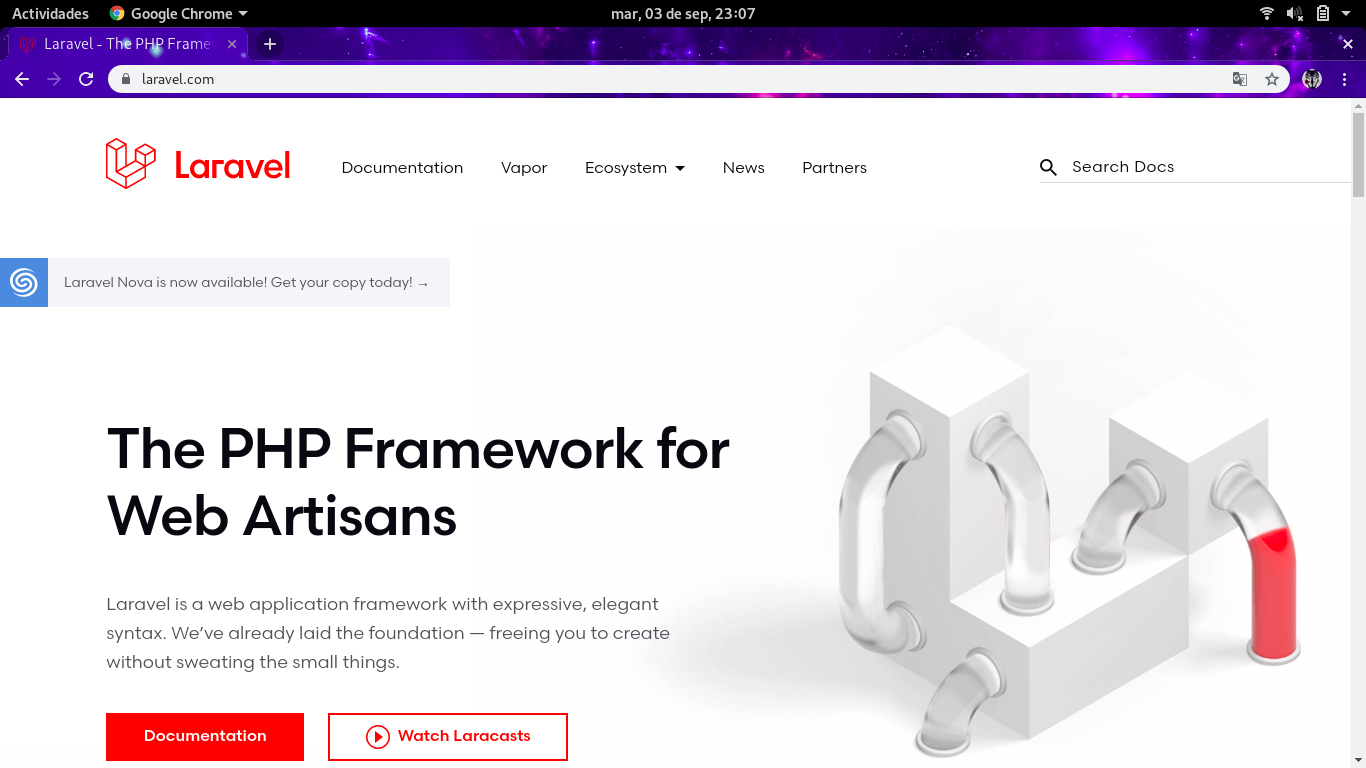 Actividades Google Chrome mar, 03 de sep, 23:07
Laravel - The PHP Frame
laravel.com
Laravel Documentation Vapor Ecosystem News Partners Search Docs
Laravel Nova is now available! Get your copy today! →
The PHP Framework for
Web Artisans
Laravel is a web application framework with expressive, elegant
syntax. We’ve already laid the foundation — freeing you to create
without sweating the small things.
Documentation Watch Laracasts